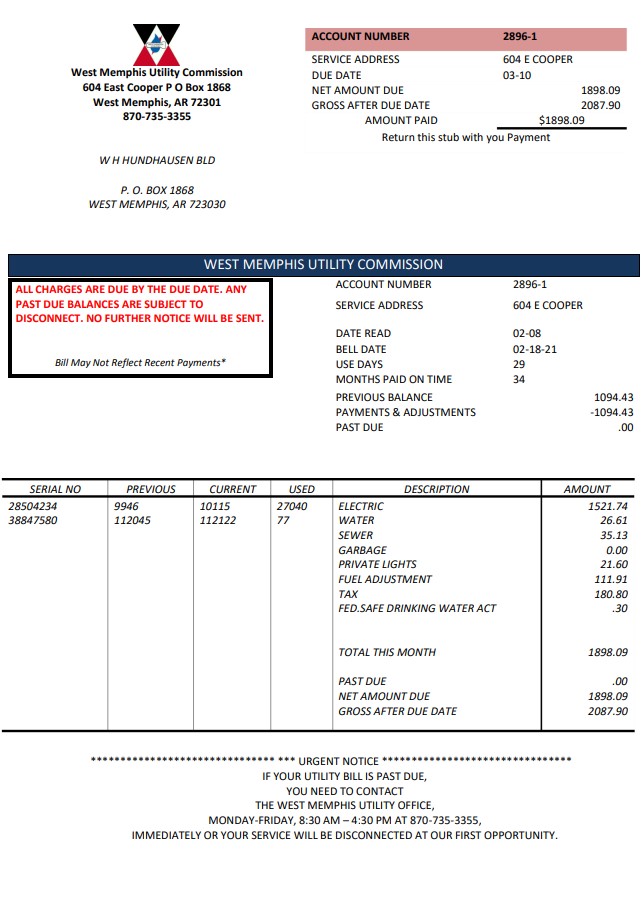 West Memphis Utility Commission
604 East Cooper P O Box 1868
West Memphis, AR 72301
870-735-3355
W H HUNDHAUSEN BLD
P. O. BOX 1868
WEST MEMPHIS, AR 723030
ACCOUNT NUMBER 2896-1
SERVICE ADDRESS 604 E COOPER
DUE DATE 03-10
NET AMOUNT DUE 1898.09
GROSS AFTER DUE DATE 2087.90
AMOUNT PAID $1898.09
Return this stub with you Payment
WEST MEMPHIS UTILITY COMMISSION
ALL CHARGES ARE DUE BY THE DUE DATE. ANY
PAST DUE BALANCES ARE SUBJECT TO
DISCONNECT. NO FURTHER NOTICE WILL BE SENT.
Bill May Not Reflect Recent Payments*
ACCOUNT NUMBER 2896-1
SERVICE ADDRESS 604 E COOPER
DATE READ 02-08
BELL DATE 02-18-21
USE DAYS 29
MONTHS PAID ON TIME 34
PREVIOUS BALANCE 1094.43
PAYMENTS & ADJUSTMENTS -1094.43
PAST DUE .00
SERIAL NO PREVIOUS CURRENT USED DESCRIPTION AMOUNT
28504234 9946 10115 27040 ELECTRIC 1521.74
38847580 112045 112122 77 WATER 26.61
SEWER 35.13
GARBAGE 0.00
PRIVATE LIGHTS 21.60
FUEL ADJUSTMENT 111.91
TAX 180.80
FED.SAFE DRINKING WATER ACT .30
TOTAL THIS MONTH 1898.09
PAST DUE .00
NET AMOUNT DUE 1898.09
GROSS AFTER DUE DATE 2087.90
****************************** *** URGENT NOTICE ********************************
IF YOUR UTILITY BILL IS PAST DUE,
YOU NEED TO CONTACT
THE WEST MEMPHIS UTILITY OFFICE,
MONDAY-FRIDAY, 8:30 AM – 4:30 PM AT 870-735-3355,
IMMEDIATELY OR YOUR SERVICE WILL BE DISCONNECTED AT OUR FIRST OPPORTUNITY.